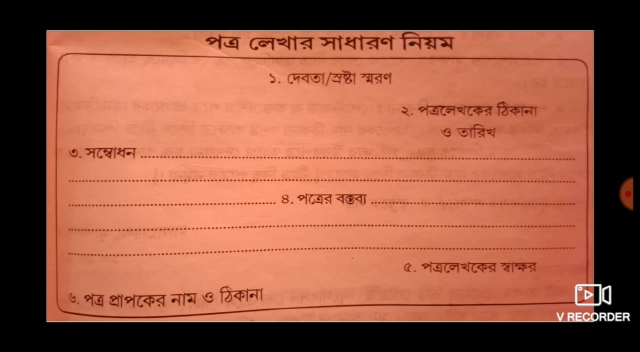 পত্র লেখার সাধারণ নিয়ম
১. দেবতা/স্রষ্টা স্মরণ
২. পত্রলেখকের ঠিকানা
ও তারিখ
৩. সম্বোধন
৪. পত্রের বক্তব্য
৫. পত্রলেখকের স্বাক্ষর
৬. পত্র প্রাপকের নাম ও ঠিকানা
V RECORDER